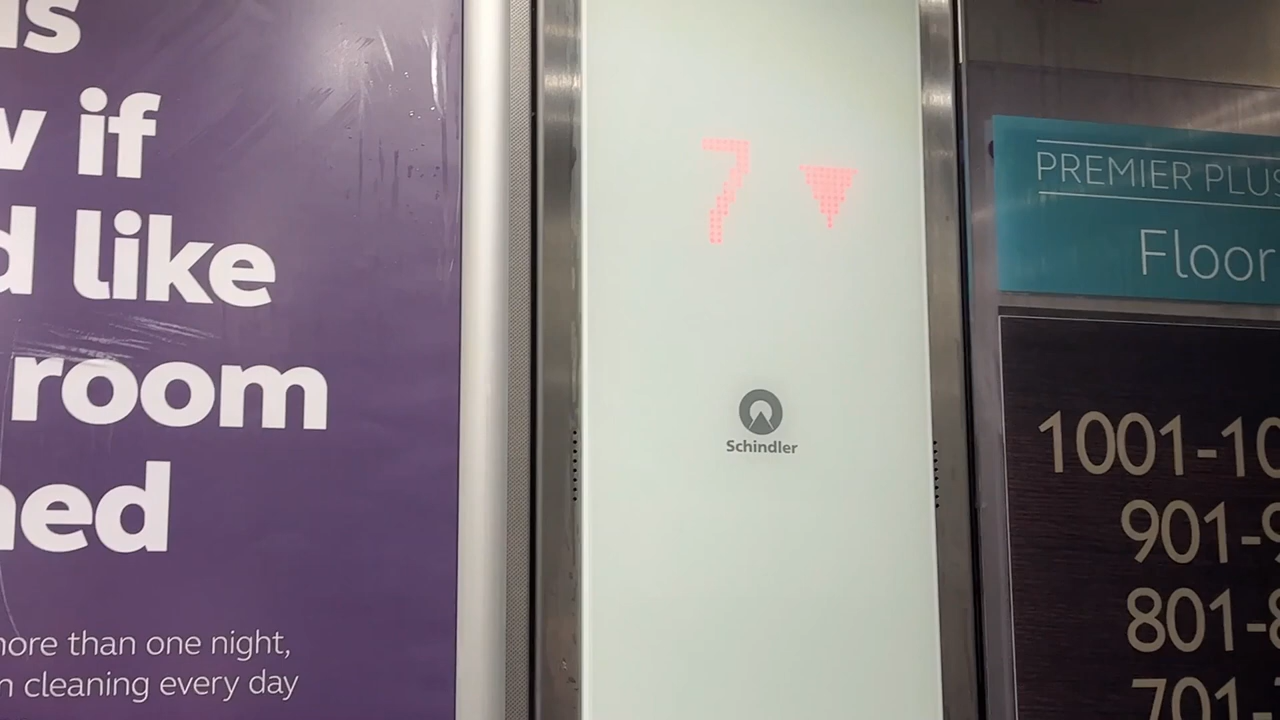 if
like
room
more than one night,
cleaning every day
7
Schindler
PREMIER PLUS
Floor
1001-10
901-9
801-8
701-